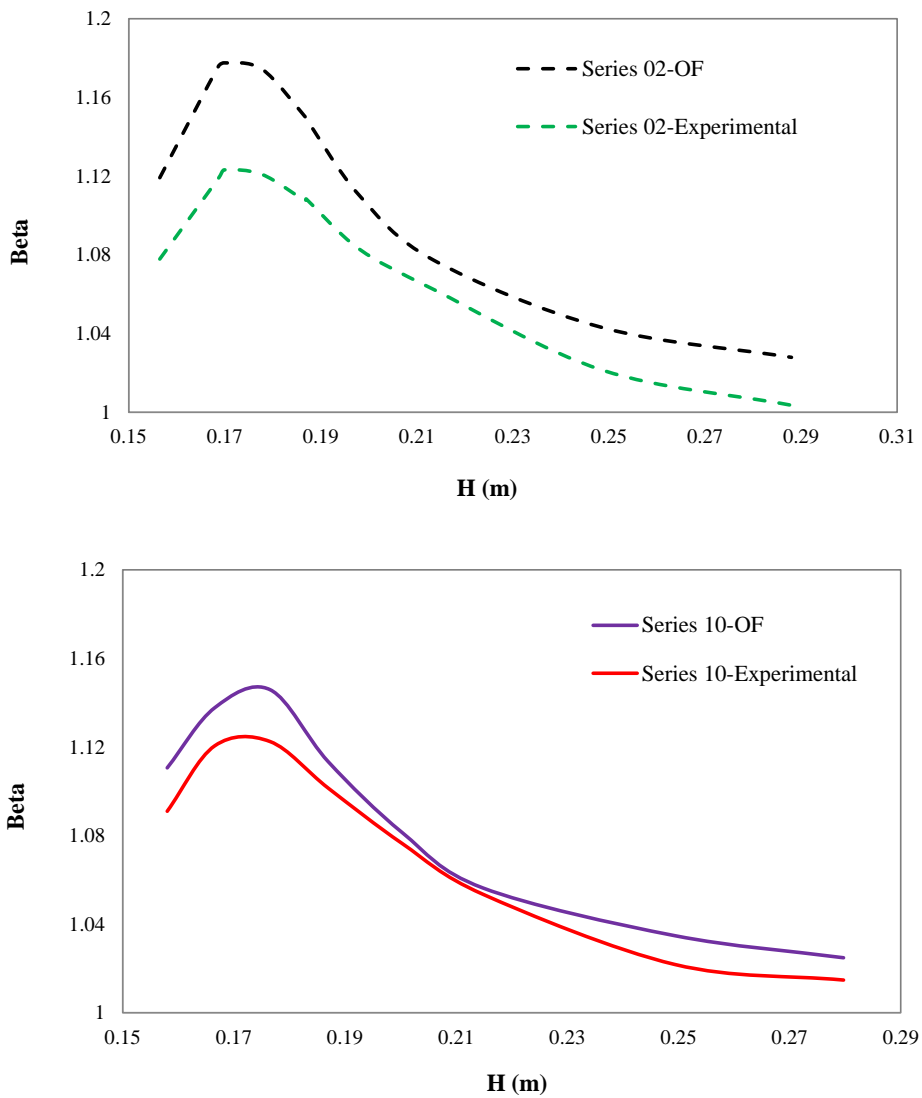 1.2
1.16
1.12
1.08
1.04
1
Beta
Series 02-OF
Series 02-Experimental
0.15 0.17 0.19 0.21 0.23 0.25 0.27 0.29 0.31
H (m)
1.2
1.16
1.12
1.08
1.04
1
Beta
Series 10-OF
Series 10-Experimental
0.15 0.17 0.19 0.21 0.23 0.25 0.27 0.29
H (m)